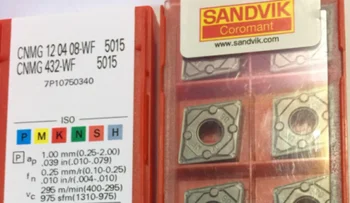 CNMG 12 04 08-WF 5015
CNMG 432-WF 5015
7P10750340
ISO
P M K N S H
P ap 1.00 mm(0.25-2.00)
.039 in(.010-.079)
fn 0.25 mm/r(0.10-0.25)
.010 in/r(.004-.010)
vc 295 m/min(400-295)
975 sfm(1310-975)
SANDVIK
Coromant
www.sandvik.com